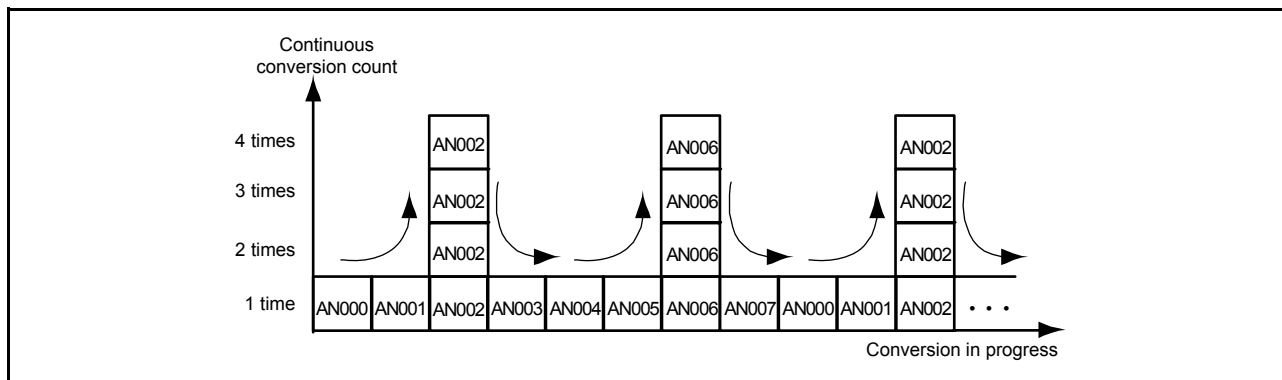 Continuous
conversion count
4 times AN002 AN006 AN002
3 times AN002 AN006 AN002
2 times AN002 AN006 AN002
1 time AN000 AN001 AN002 AN003 AN004 AN005 AN006 AN007 AN000 AN001 AN002 • • •
Conversion in progress